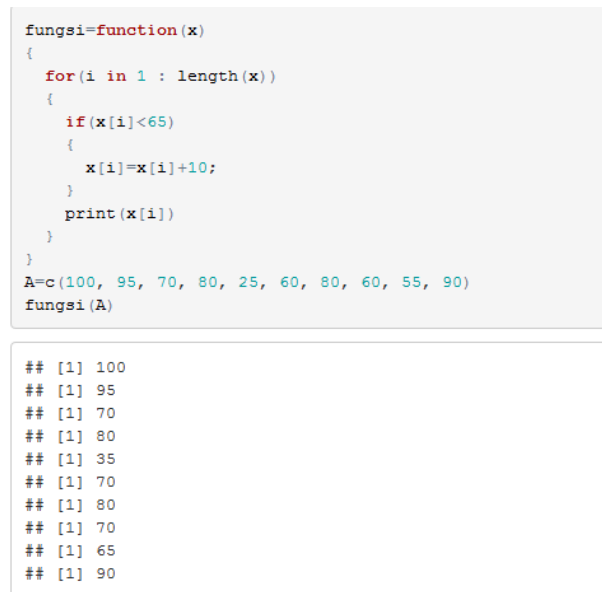 fungsi=function(x)
{
  for(i in 1 : length(x))
  {
    if(x[i]<65)
    {
      x[i]=x[i]+10;
    }
    print(x[i])
  }
}
A=c(100, 95, 70, 80, 25, 60, 80, 60, 55, 90)
fungsi(A)
## [1] 100
## [1] 95
## [1] 70
## [1] 80
## [1] 35
## [1] 70
## [1] 80
## [1] 70
## [1] 65
## [1] 90